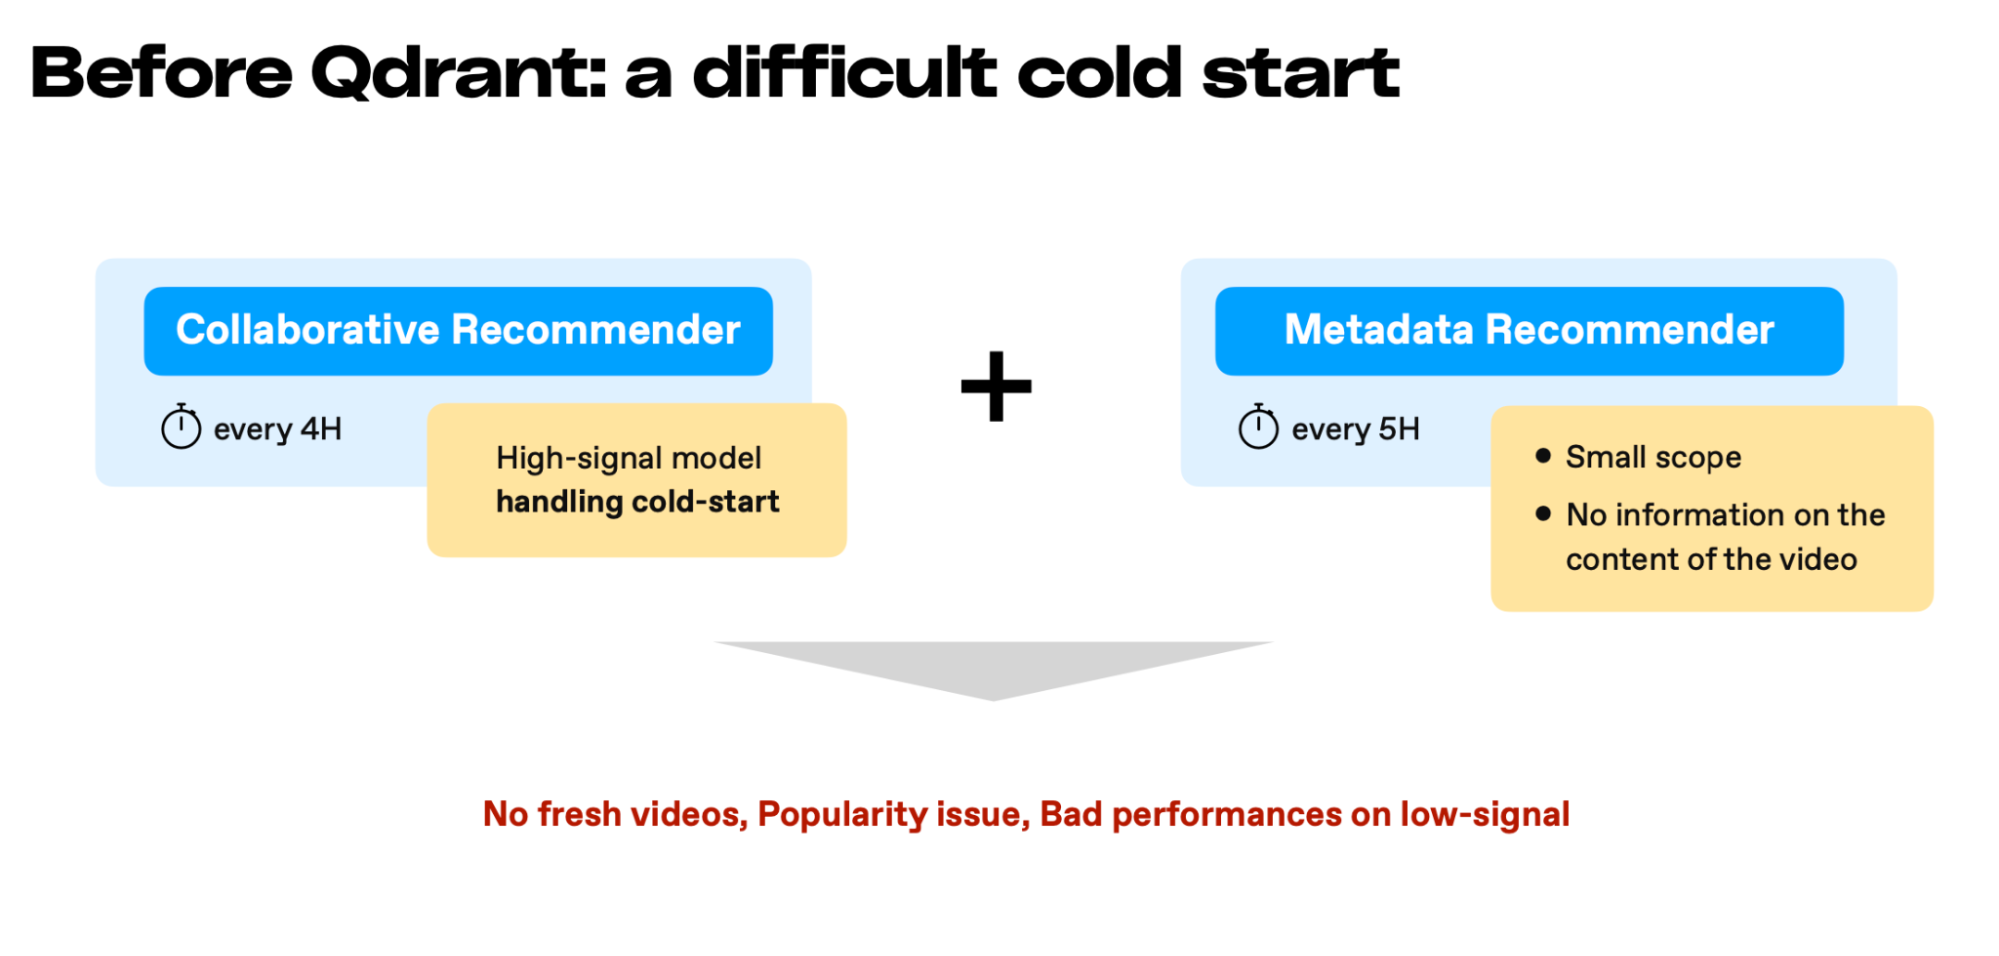 Before Qdrant: a difficult cold start
Collaborative Recommender
every 4H
High-signal model
handling cold-start
+
Metadata Recommender
every 5H
• Small scope
• No information on the
content of the video
No fresh videos, Popularity issue, Bad performances on low-signal